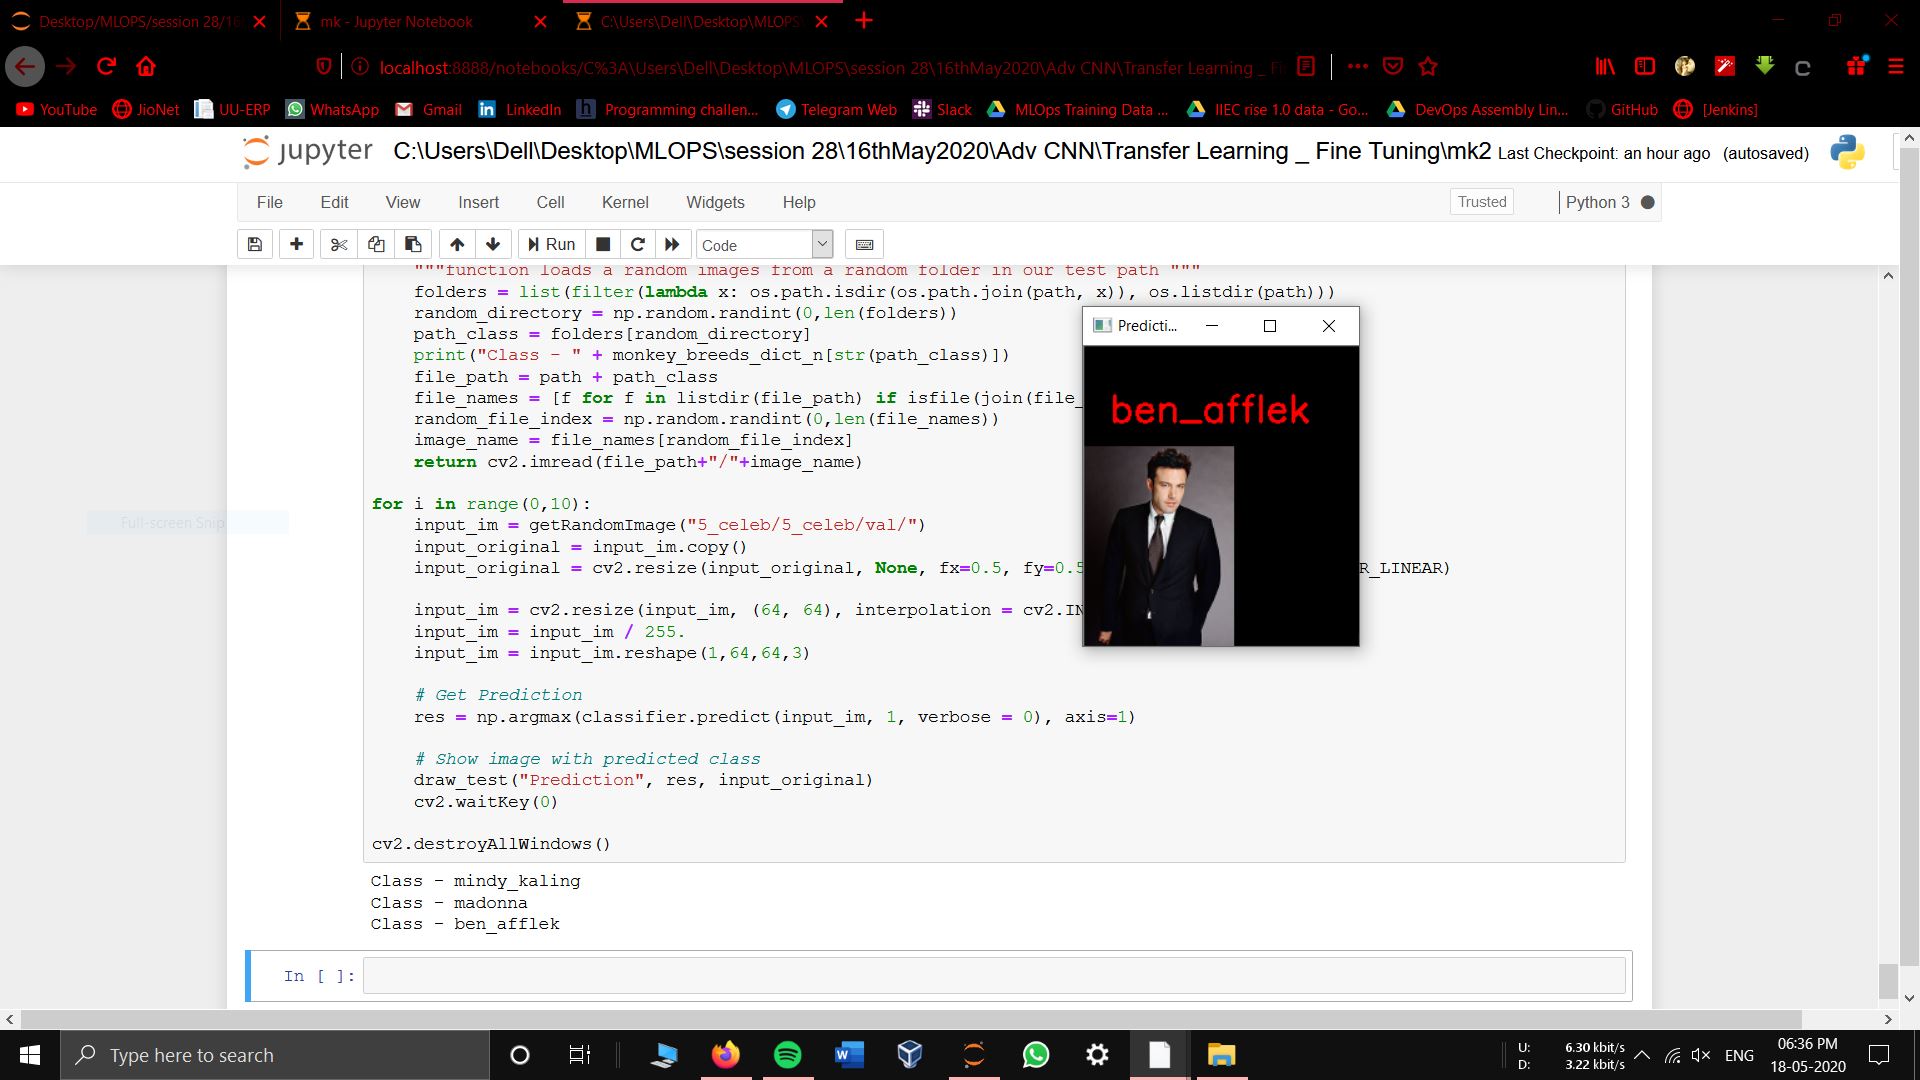 Desktop/MLOPS/session 28/16
mk - Jupyter Notebook
C:\Users\Dell\Desktop\MLOPS\
localhost:8888/notebooks/C%3A\Users\Dell\Desktop\MLOPS\session 28\16thMay2020\Adv CNN\Transfer Learning _ Fi
YouTube
JioNet
UU-ERP
WhatsApp
Gmail
LinkedIn
Programming challen...
Telegram Web
Slack
MLOps Training Data ...
IIEC rise 1.0 data - Go...
DevOps Assembly Lin...
GitHub
[Jenkins]
jupyter C:\Users\Dell\Desktop\MLOPS\session 28\16thMay2020\Adv CNN\Transfer Learning _ Fine Tuning\mk2 Last Checkpoint: an hour ago (autosaved)
File Edit View Insert Cell Kernel Widgets Help
Trusted
Python 3
Run
Code
"""function loads a random images from a random folder in our test path """
folders = list(filter(lambda x: os.path.isdir(os.path.join(path, x)), os.listdir(path)))
random_directory = np.random.randint(0,len(folders))
path_class = folders[random_directory]
print("Class - " + monkey_breeds_dict_n[str(path_class)])
file_path = path + path_class
file_names = [f for f in listdir(file_path) if isfile(join(file_
random_file_index = np.random.randint(0,len(file_names))
image_name = file_names[random_file_index]
return cv2.imread(file_path+"/"+image_name)
for i in range(0,10):
input_im = getRandomImage("5_celeb/5_celeb/val/")
input_original = input_im.copy()
input_original = cv2.resize(input_original, None, fx=0.5, fy=0.5
R_LINEAR)
input_im = cv2.resize(input_im, (64, 64), interpolation = cv2.IN
input_im = input_im / 255.
input_im = input_im.reshape(1,64,64,3)
# Get Prediction
res = np.argmax(classifier.predict(input_im, 1, verbose = 0), axis=1)
# Show image with predicted class
draw_test("Prediction", res, input_original)
cv2.waitKey(0)
cv2.destroyAllWindows()
Predicti...
ben_afflek
Full-screen Snip
Class - mindy_kaling
Class - madonna
Class - ben_afflek
In [ ]:
Type here to search
U: 6.30 kbit/s
D: 3.22 kbit/s
ENG
06:36 PM
18-05-2020